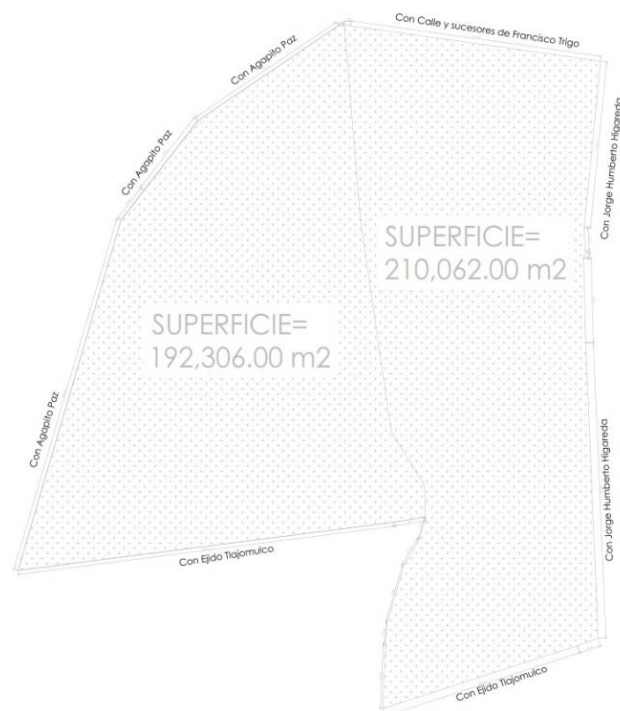 Con Calle y sucesores de Francisco Trigo
Con Agapito Paz
Con Agapito Paz
Con Jorge Humberto Higareda
SUPERFICIE=
210,062.00 m2
SUPERFICIE=
192,306.00 m2
Con Agapito Paz
Con Jorge Humberto Higareda
Con Ejido Tlajomulco
Con Ejido Tlajomulco